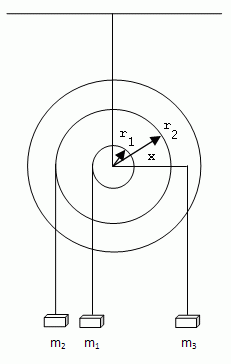 r₁
r₂
x
m₂ m₁ m₃